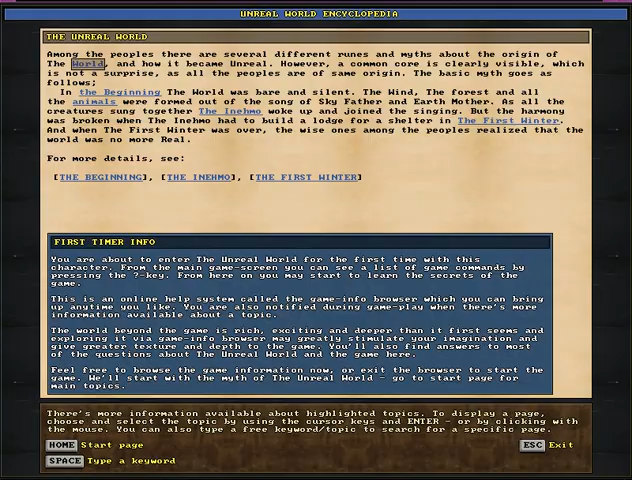 UNREAL WORLD ENCYCLOPEDIA
THE UNREAL WORLD
Among the peoples there are several different runes and myths about the origin of
The World, and how it became Unreal. However, a common core is clearly visible, which
is not a surprise, as all the peoples are of same origin. The basic myth goes as
follows;
In the Beginning The World was bare and silent. The Wind, The forest and all
the animals were formed out of the song of Sky Father and Earth Mother. As all the
creatures sung together The Inehmo woke up and joined the singing. But the harmony
was broken when The Inehmo had to build a lodge for a shelter in The First Winter.
And when The First Winter was over, the wise ones among the peoples realized that the
world was no more Real.
For more details, see:
[THE BEGINNING], [THE INEHMO], [THE FIRST WINTER]
FIRST TIMER INFO
You are about to enter The Unreal World for the first time with this
character. From the main game-screen you can see a list of game commands by
pressing the ?-key. From here on you may start to learn the secrets of the
game.
This is an online help system called the game-info browser which you can bring
up anytime you like. You are also notified during game-play when there's more
information available about a topic.
The world beyond the game is rich, exciting and deeper than it first seems and
exploring it via game-info browser may greatly stimulate your imagination and
give greater texture and depth to the game. You'll also find answers to most
of the questions about The Unreal World and the game here.
Feel free to browse the game information now, or exit the browser to start the
game. We'll start with the myth of The Unreal World - go to start page for
main topics.
There's more information available about highlighted topics. To display a page,
choose and select the topic by using the cursor keys and ENTER - or by clicking with
the mouse. You can also type a free keyword/topic to search for a specific page.
HOME Start page ESC Exit
SPACE Type a keyword